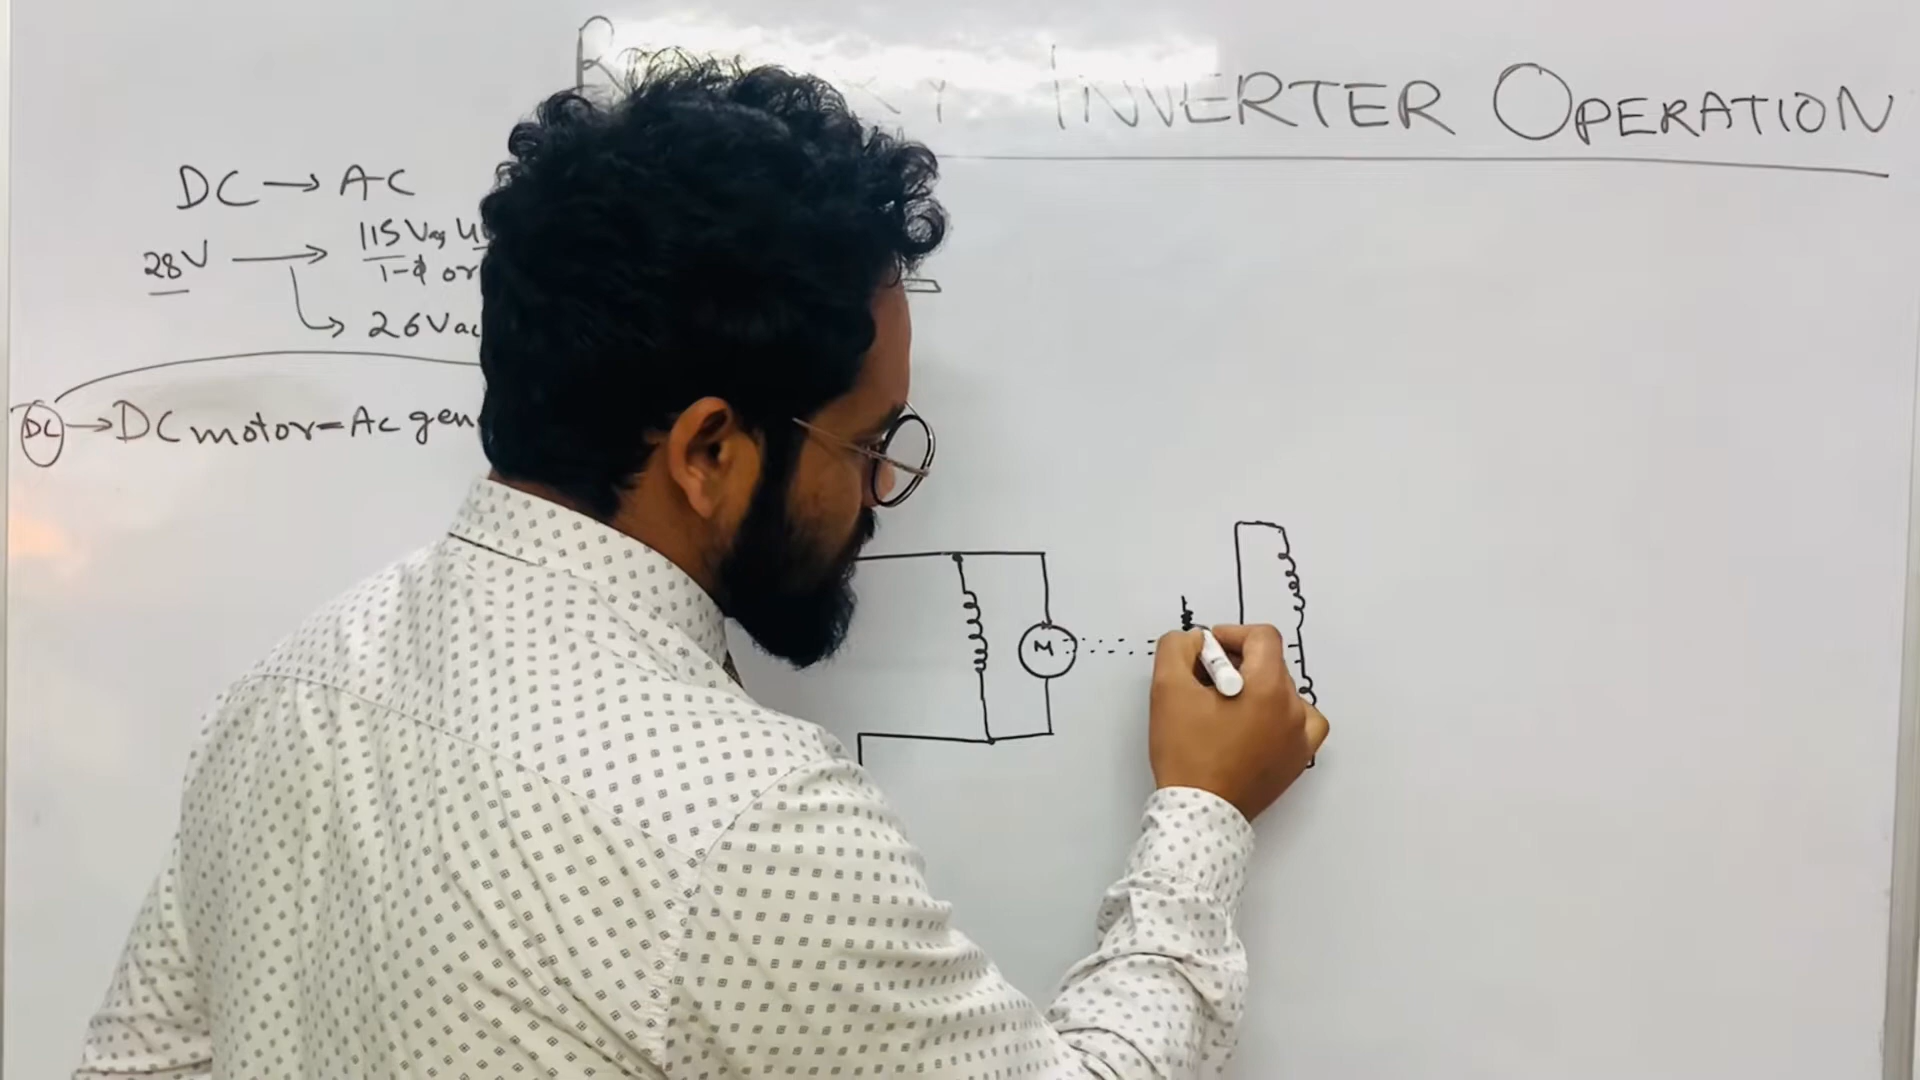 INVERTER OPERATION
DC → AC
28V → 115Vac
1-ϕ or
26Vac
DC → DC motor = AC gen
M